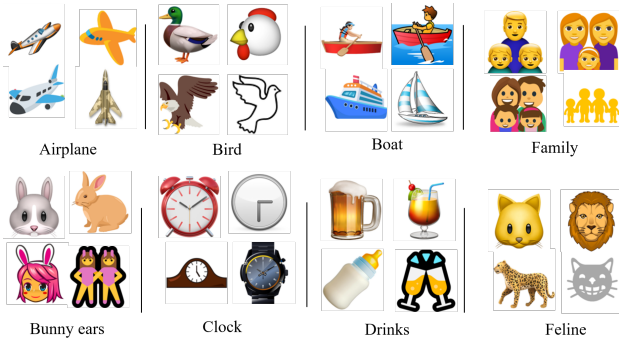 Airplane
Bird
Boat
Family
Bunny ears
Clock
Drinks
Feline